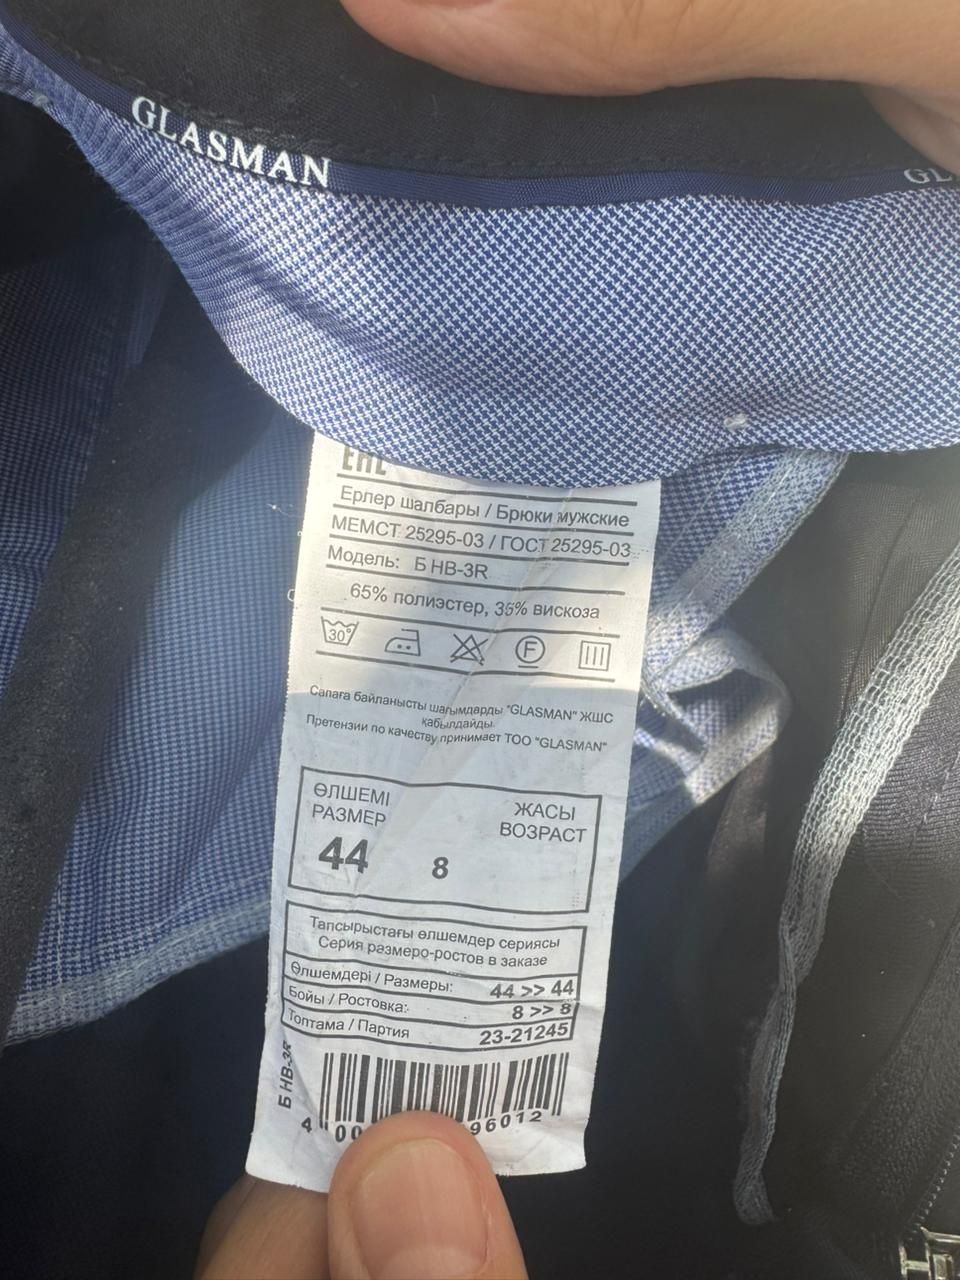 GLASMAN
GL
ЕАС
Ерлер шалбары / Брюки мужские
МЕМСТ 25295-03 / ГОСТ 25295-03
Модель: Б НВ-3R
65% полиэстер, 35% вискоза
30°
F
Сапаға байланысты шағымдарды "GLASMAN" ЖШС
қабылдайды.
Претензии по качеству принимает ТОО "GLASMAN"
ӨЛШЕМІ ЖАСЫ
РАЗМЕР ВОЗРАСТ
44 8
Тапсырыстағы өлшемдер сериясы
Серия размеро-ростов в заказе
Өлшемдері / Размеры: 44 >> 44
Бойы / Ростовка: 8 >> 8
Топтама / Партия 23-21245
Б НВ-3R
4 00 96012